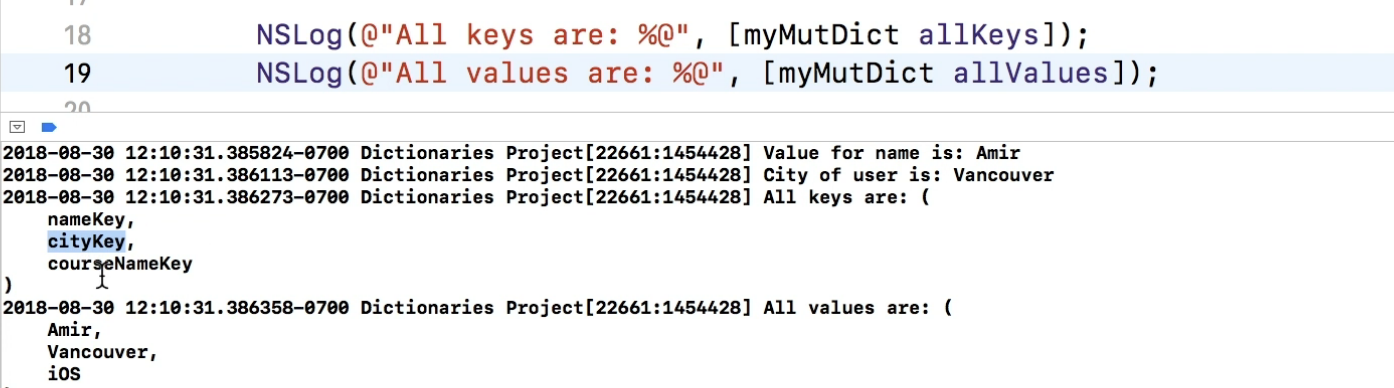 18 NSLog(@"All keys are: %@", [myMutDict allKeys]);
19 NSLog(@"All values are: %@", [myMutDict allValues]);
20
2018-08-30 12:10:31.385824-0700 Dictionaries Project[22661:1454428] Value for name is: Amir
2018-08-30 12:10:31.386113-0700 Dictionaries Project[22661:1454428] City of user is: Vancouver
2018-08-30 12:10:31.386273-0700 Dictionaries Project[22661:1454428] All keys are: (
nameKey,
cityKey,
courseNameKey
)
2018-08-30 12:10:31.386358-0700 Dictionaries Project[22661:1454428] All values are: (
Amir,
Vancouver,
iOS